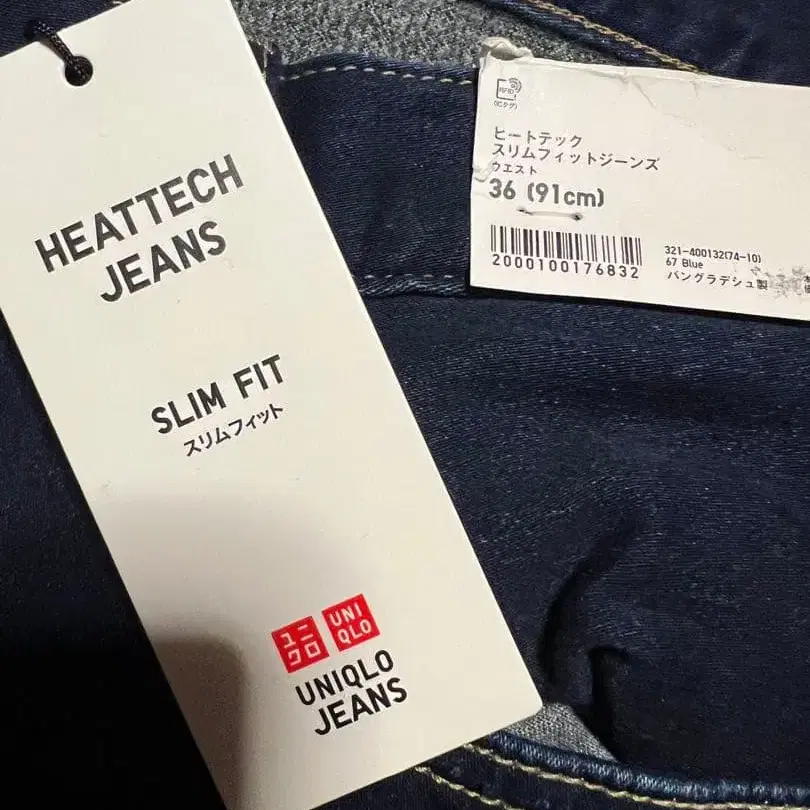 HEATTECH
JEANS
SLIM FIT
スリムフィット
ユニ
クロ
UNI
QLO
UNIQLO
JEANS
RFID
(ICタグ)
ヒートテック
スリムフィットジーンズ
ウエスト
36 (91cm)
2000100176832
321-400132(74-10)
67 Blue
バングラデシュ製